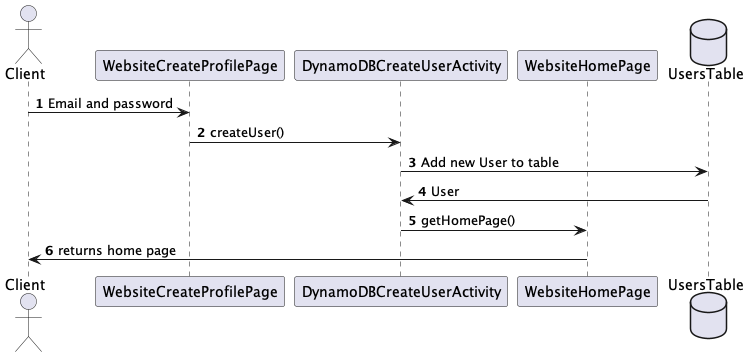 Client
WebsiteCreateProfilePage
DynamoDBCreateUserActivity
WebsiteHomePage
UsersTable
1 Email and password
2 createUser()
3 Add new User to table
4 User
5 getHomePage()
6 returns home page
Client
WebsiteCreateProfilePage
DynamoDBCreateUserActivity
WebsiteHomePage
UsersTable